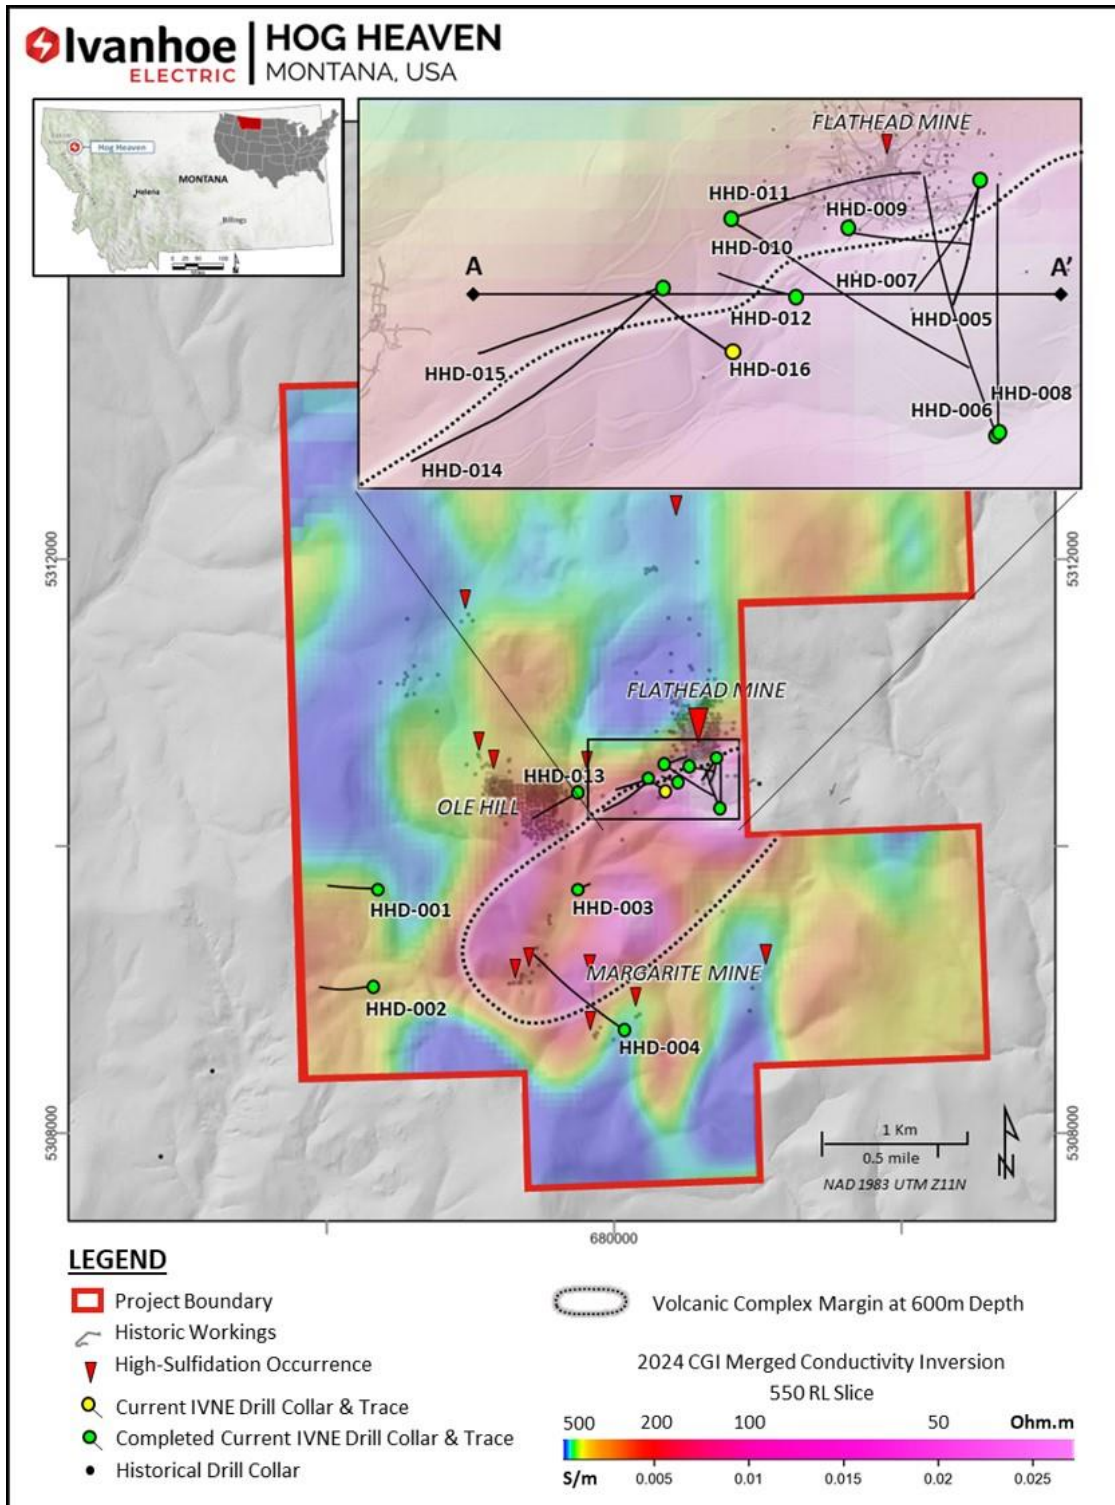 Ivanhoe
ELECTRIC
HOG HEAVEN
MONTANA, USA
Hog Heaven
MONTANA
Helena
Billings
FLATHEAD MINE
HHD-011
HHD-009
HHD-010
A
A'
HHD-007
HHD-012
HHD-005
HHD-015
HHD-016
HHD-008
HHD-006
HHD-014
5312000
5312000
FLATHEAD MINE
HHD-013
OLE HILL
HHD-001
HHD-003
MARGARITE MINE
HHD-002
HHD-004
5308000
5308000
1 Km
0.5 mile
NAD 1983 UTM Z11N
N
680000
LEGEND
Project Boundary
Historic Workings
High-Sulfidation Occurrence
Current IVNE Drill Collar & Trace
Completed Current IVNE Drill Collar & Trace
Historical Drill Collar
Volcanic Complex Margin at 600m Depth
2024 CGI Merged Conductivity Inversion
550 RL Slice
500 200 100 50 Ohm.m
S/m 0.005 0.01 0.015 0.02 0.025